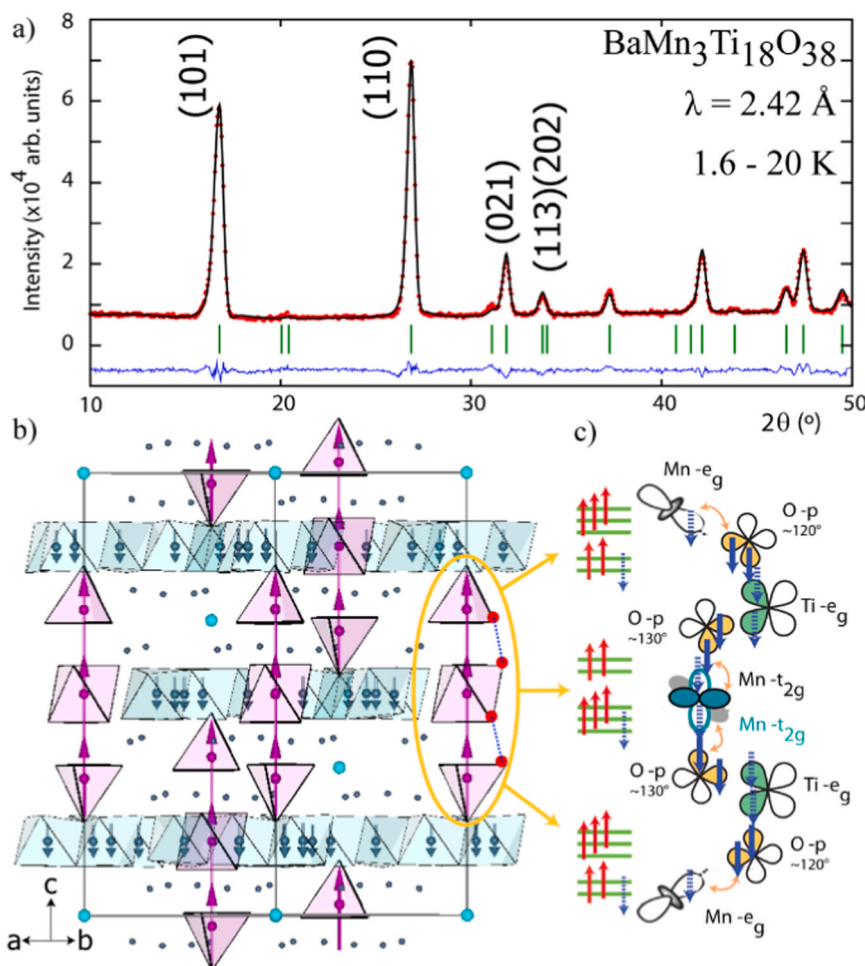 a)
BaMn3Ti18O38
λ = 2.42 Å
1.6 - 20 K
(101)
(110)
(021)
(113)(202)
Intensity (x10⁴ arb. units)
8
6
4
2
0
10
20
30
40
50
2θ (º)
b)
c
a
b
c)
Mn -eg
O -p
~120°
Ti -eg
O -p
~130°
Mn -t2g
Mn -t2g
O -p
~130°
Ti -eg
O -p
~120°
Mn -eg